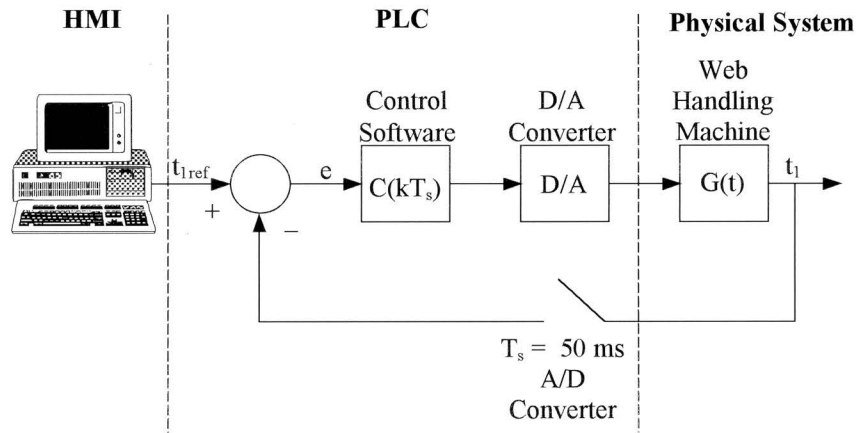 HMI
PLC
Physical System
Control
Software
D/A
Converter
Web
Handling
Machine
t1ref
+
−
e
C(kTs)
D/A
G(t)
t1
Ts = 50 ms
A/D
Converter